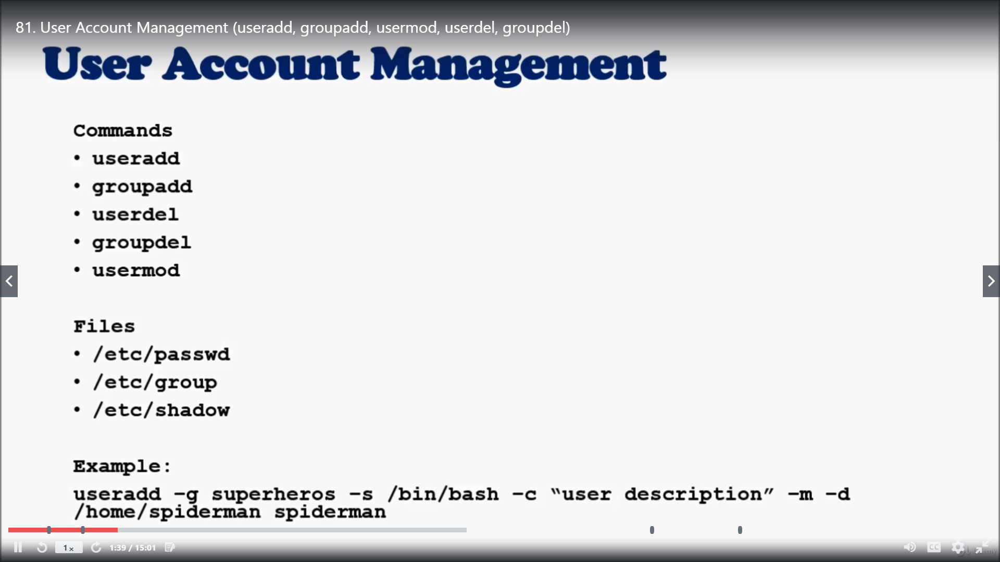 81. User Account Management (useradd, groupadd, usermod, userdel, groupdel)
User Account Management
Commands
• useradd
• groupadd
• userdel
• groupdel
• usermod
Files
• /etc/passwd
• /etc/group
• /etc/shadow
Example:
useradd –g superheros –s /bin/bash –c “user description” –m –d
/home/spiderman spiderman
1x
1:39 / 15:01
CC